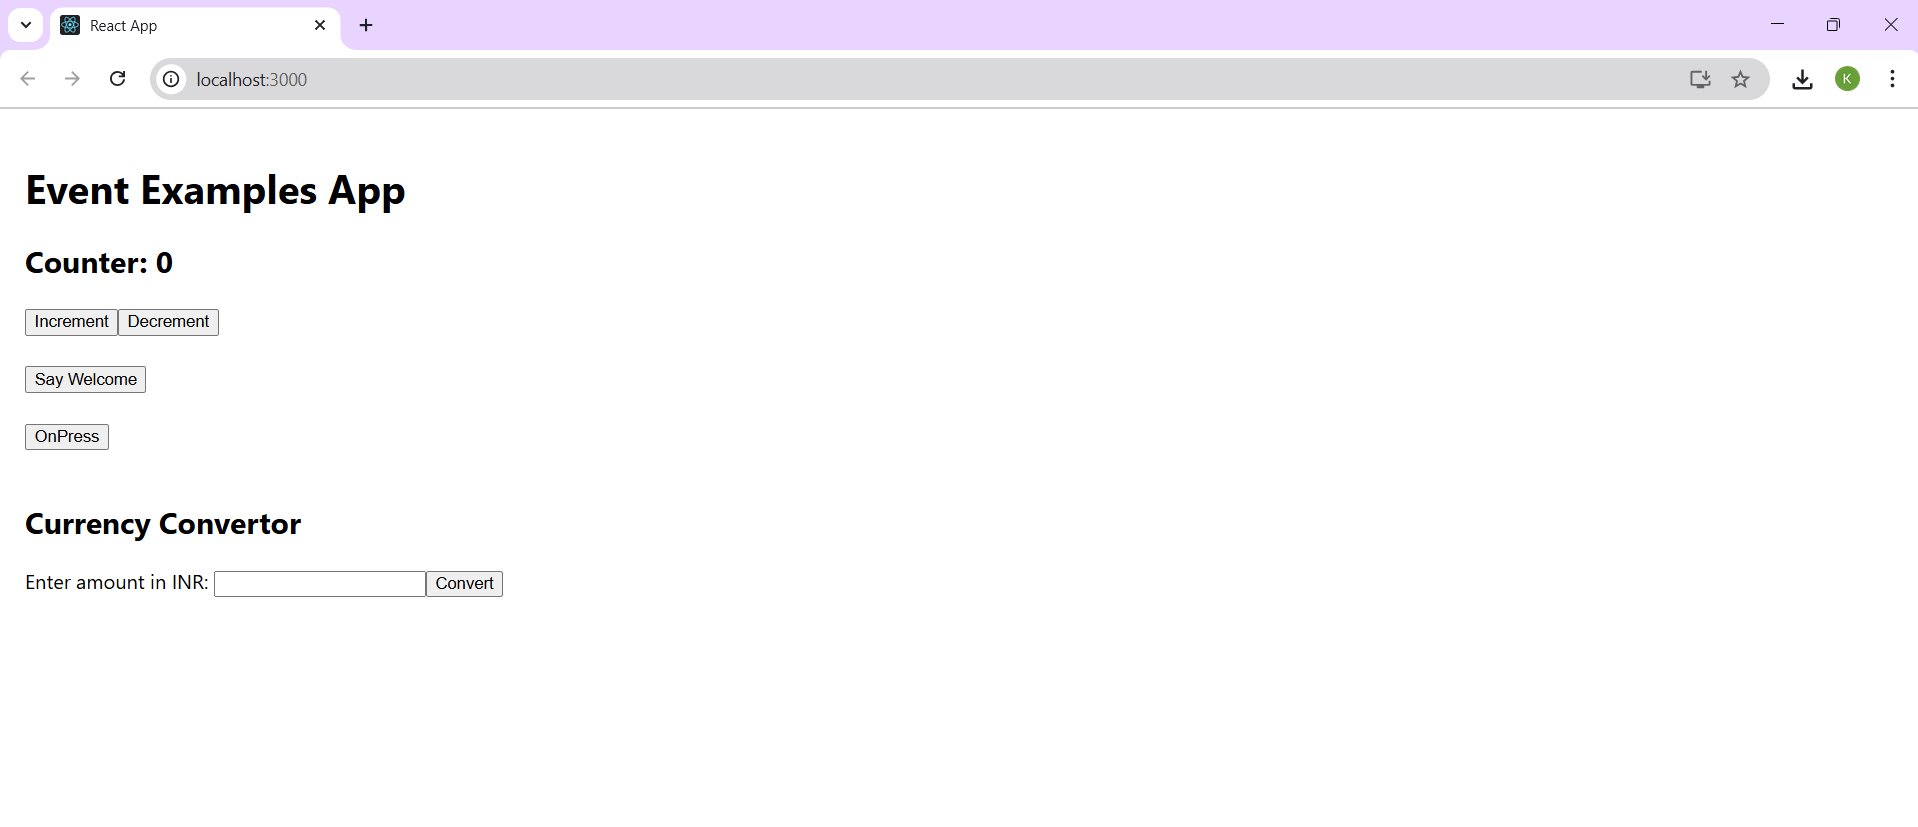 React App
localhost:3000
K
Event Examples App
Counter: 0
Increment Decrement
Say Welcome
OnPress
Currency Convertor
Enter amount in INR: Convert